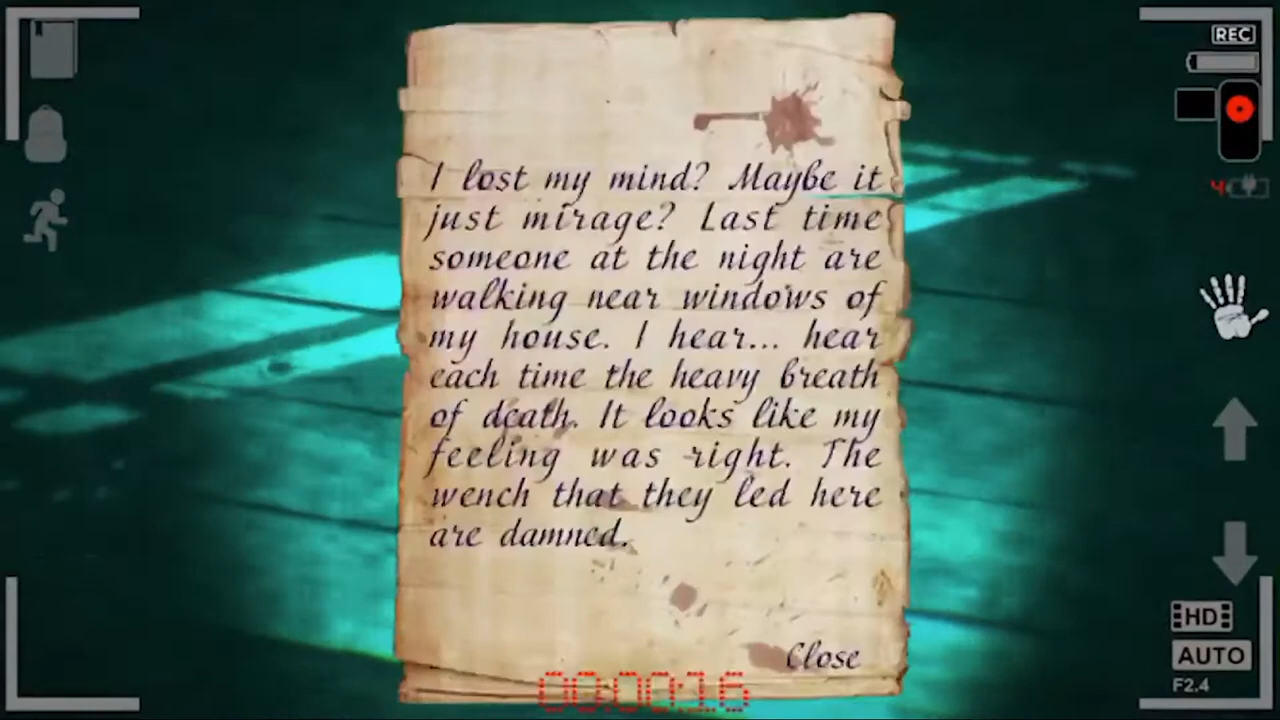 REC
4
I lost my mind? Maybe it
just mirage? Last time
someone at the night are
walking near windows of
my house. I hear... hear
each time the heavy breath
of death. It looks like my
feeling was right. The
wench that they led here
are damned.
Close
00:00:16
HD
AUTO
F2.4